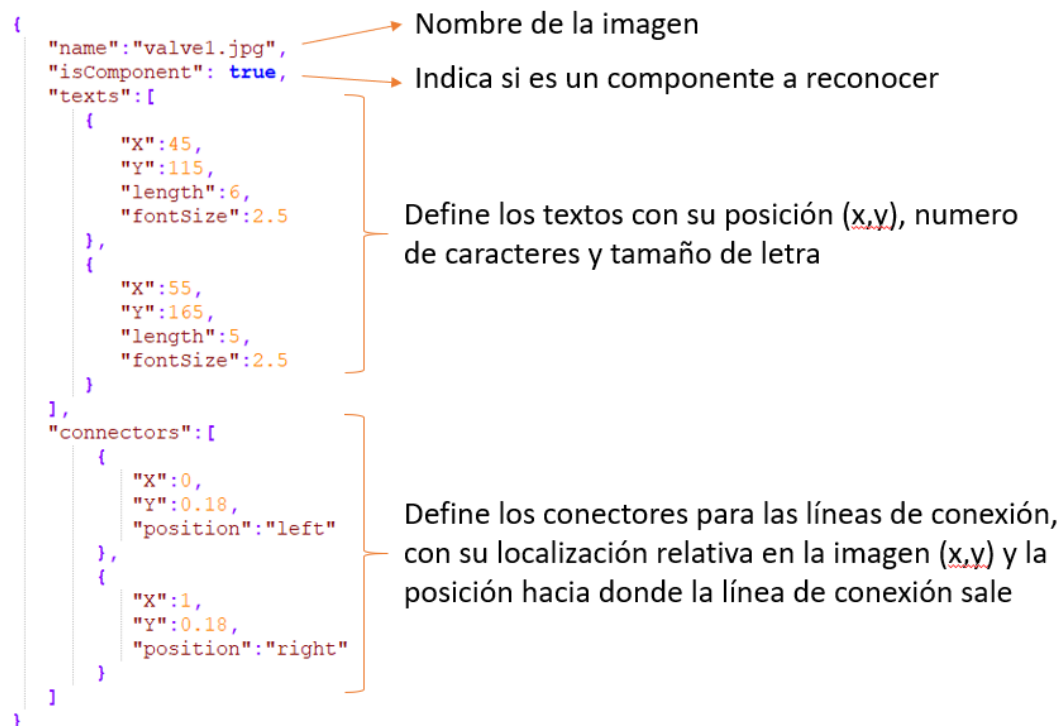 {
"name":"valve1.jpg",
Nombre de la imagen
"isComponent": true,
Indica si es un componente a reconocer
"texts":[
{
"X":45,
"Y":115,
"length":6,
"fontSize":2.5
},
{
"X":55,
"Y":165,
"length":5,
"fontSize":2.5
}
],
Define los textos con su posición (x,y), numero
de caracteres y tamaño de letra
"connectors":[
{
"X":0,
"Y":0.18,
"position":"left"
},
{
"X":1,
"Y":0.18,
"position":"right"
}
]
}
Define los conectores para las líneas de conexión,
con su localización relativa en la imagen (x,y) y la
posición hacia donde la línea de conexión sale